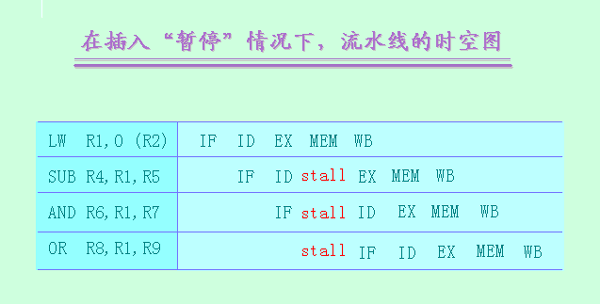 在插入“暂停”情况下，流水线的时空图
LW R1,0 (R2) IF ID EX MEM WB
SUB R4,R1,R5 IF ID stall EX MEM WB
AND R6,R1,R7 IF stall ID EX MEM WB
OR R8,R1,R9 stall IF ID EX MEM WB